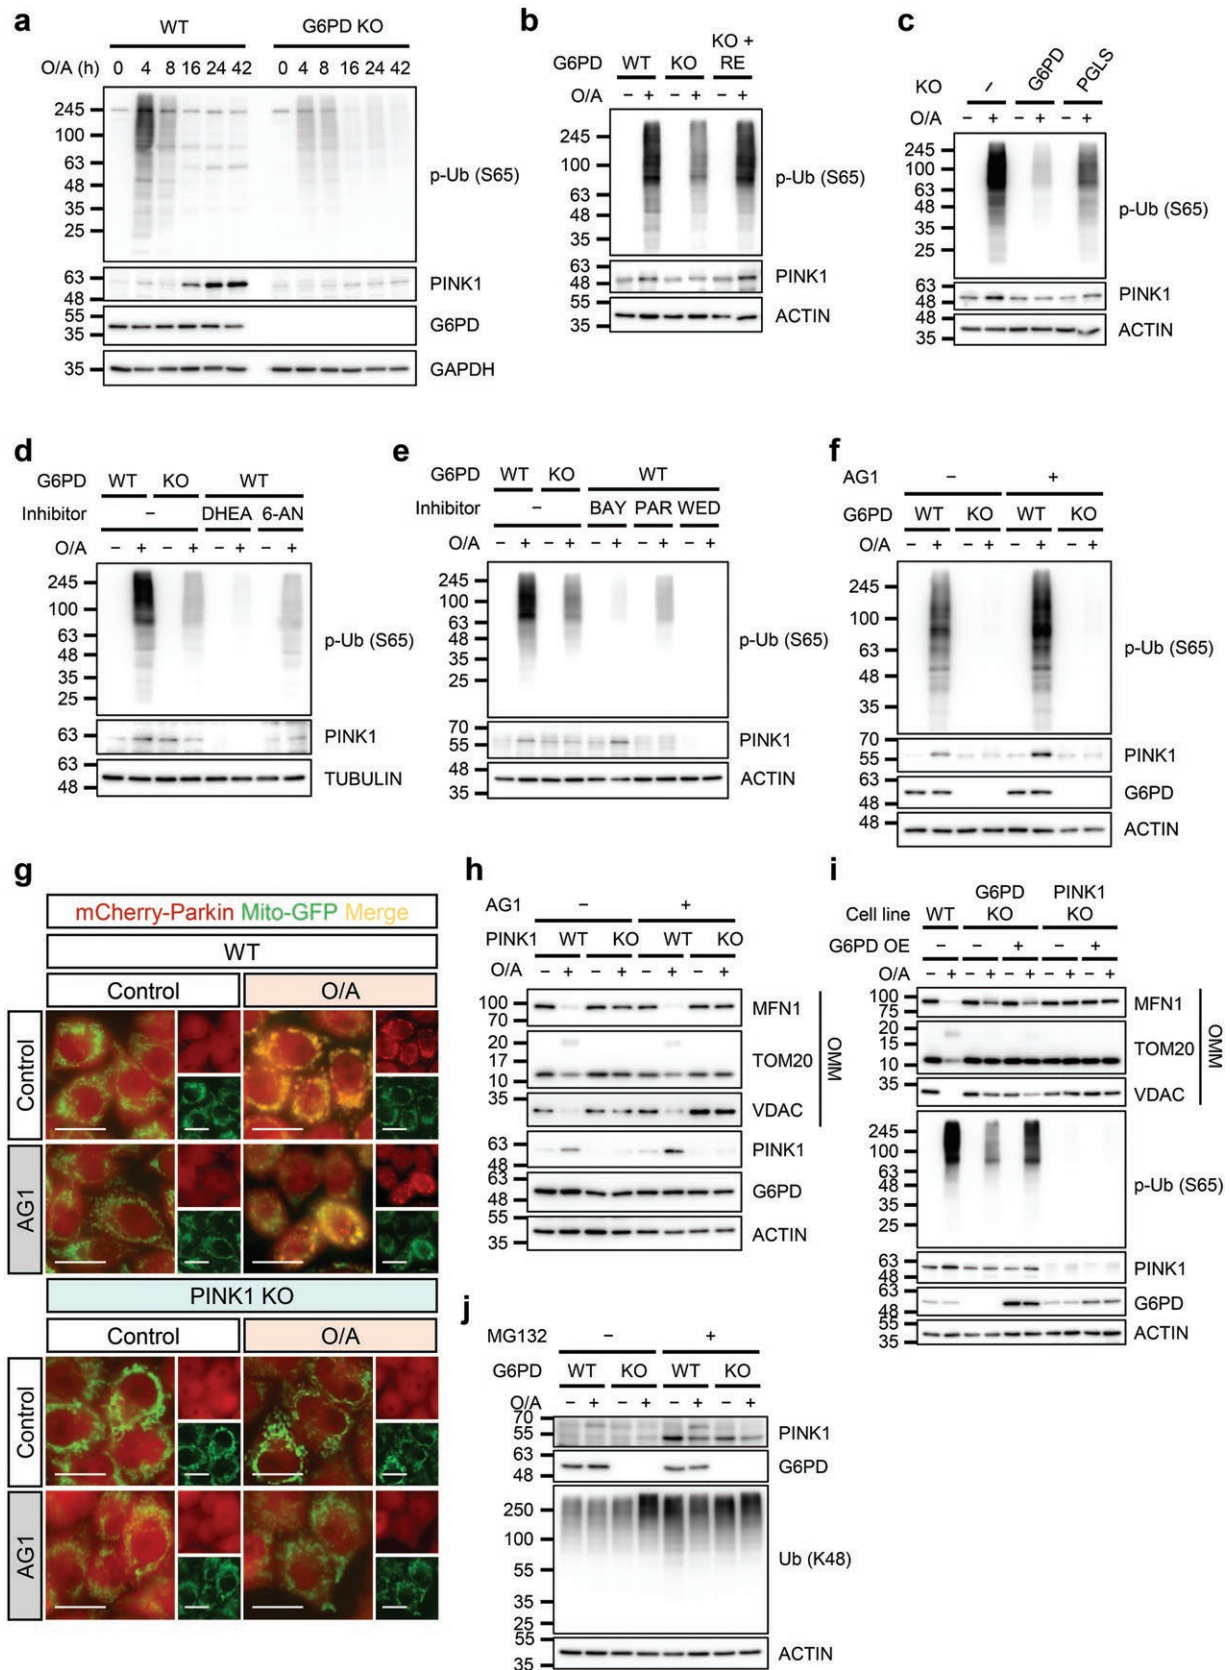 a
WT G6PD KO
O/A (h) 0 4 8 16 24 42 0 4 8 16 24 42
245
100
63
48
35
25
p-Ub (S65)
63
48
PINK1
55
35
G6PD
35
GAPDH
b
G6PD WT KO KO + RE
O/A – + – + – +
245
100
63
48
35
p-Ub (S65)
63
48
PINK1
55
35
ACTIN
c
KO – G6PD PGLS
O/A – + – + – +
245
100
63
48
35
25
p-Ub (S65)
63
48
PINK1
48
35
ACTIN
d
G6PD WT KO WT
Inhibitor – DHEA 6-AN
O/A – + – + – + – +
245
100
63
48
35
25
p-Ub (S65)
63
PINK1
63
48
TUBULIN
e
G6PD WT KO WT
Inhibitor – BAY PAR WED
O/A – + – + – + – + – +
245
100
63
48
35
25
p-Ub (S65)
70
55
PINK1
48
35
ACTIN
f
AG1 – +
G6PD WT KO WT KO
O/A – + – + – + – +
245
100
63
48
35
p-Ub (S65)
70
55
PINK1
63
48
G6PD
48
ACTIN
g
mCherry-Parkin Mito-GFP Merge
WT
Control O/A
Control
AG1
PINK1 KO
Control O/A
Control
AG1
h
AG1 – +
PINK1 WT KO WT KO
O/A – + – + – + – +
100
70
MFN1
20
17
10
TOM20
35
VDAC
OMM
63
48
PINK1
63
48
G6PD
55
35
ACTIN
i
Cell line WT G6PD KO PINK1 KO
G6PD OE – – + – +
O/A – + – + – + – + – +
100
75
MFN1
20
15
10
TOM20
35
VDAC
OMM
245
100
63
48
35
25
p-Ub (S65)
63
48
PINK1
63
48
G6PD
55
35
ACTIN
j
MG132 – +
G6PD WT KO WT KO
O/A – + – + – + – +
70
55
PINK1
63
48
G6PD
250
100
55
35
25
Ub (K48)
55
35
ACTIN